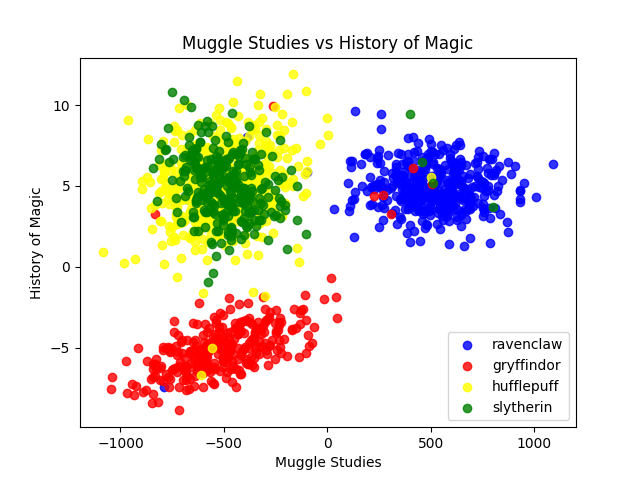 Muggle Studies vs History of Magic
10
5
0
−5
History of Magic
−1000 −500 0 500 1000
Muggle Studies
ravenclaw
gryffindor
hufflepuff
slytherin